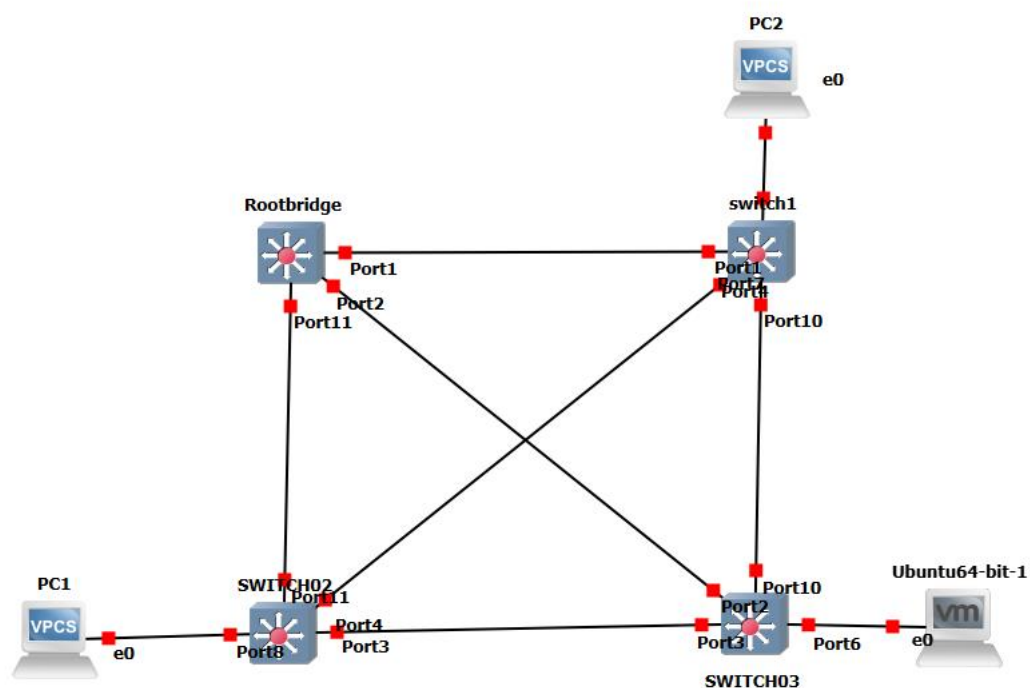 PC2
VPCS
e0
Rootbridge
switch1
Port1
Port1
Port7
Port4
Port2
Port11
Port10
PC1
SWITCH02
Port11
Port10
Ubuntu64-bit-1
VPCS
Port4
Port2
vm
e0
Port8
Port3
Port3
Port6
e0
SWITCH03